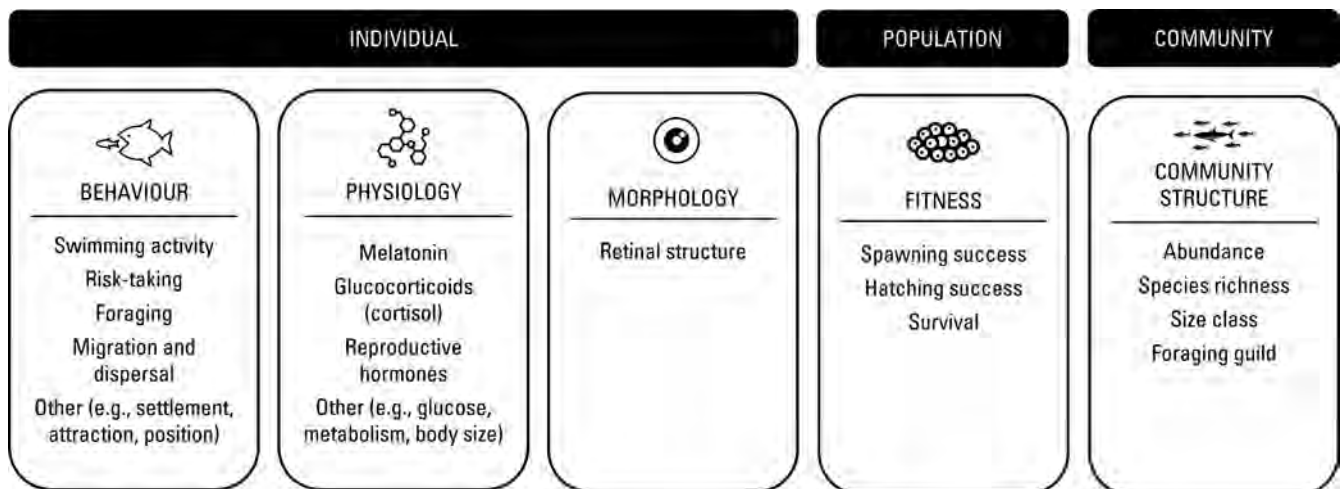 INDIVIDUAL
POPULATION
COMMUNITY
BEHAVIOUR
Swimming activity
Risk-taking
Foraging
Migration and
dispersal
Other (e.g., settlement,
attraction, position)
PHYSIOLOGY
Melatonin
Glucocorticoids
(cortisol)
Reproductive
hormones
Other (e.g., glucose,
metabolism, body size)
MORPHOLOGY
Retinal structure
FITNESS
Spawning success
Hatching success
Survival
COMMUNITY
STRUCTURE
Abundance
Species richness
Size class
Foraging guild